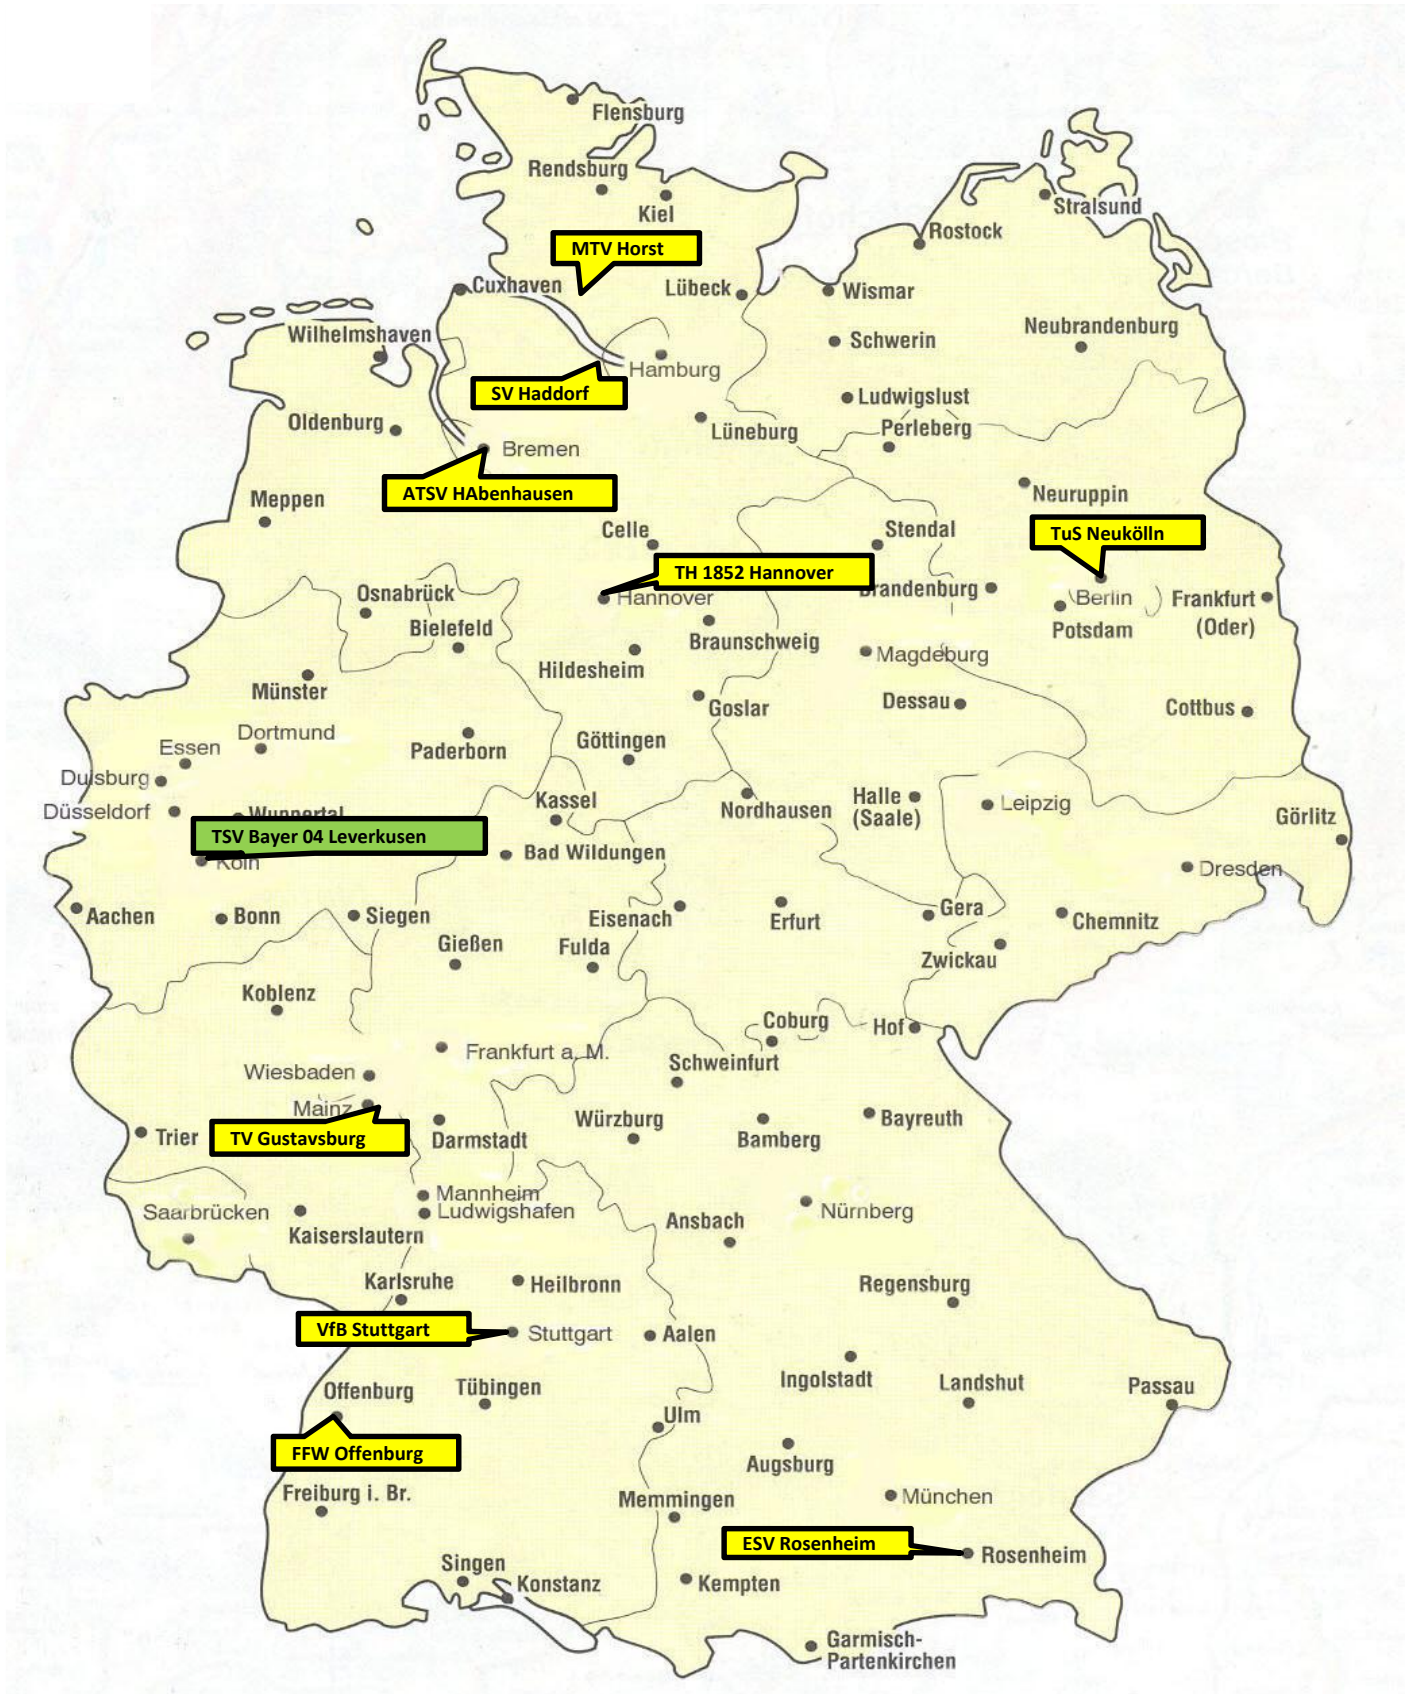 Flensburg
Rendsburg
Kiel
Stralsund
Rostock
MTV Horst
Cuxhaven
Lübeck
Wismar
Wilhelmshaven
Schwerin
Neubrandenburg
Hamburg
SV Haddorf
Ludwigslust
Oldenburg
Lüneburg
Perleberg
Bremen
ATSV HAbenhausen
Meppen
Neuruppin
Celle
Stendal
TuS Neukölln
TH 1852 Hannover
Osnabrück
Hannover
Brandenburg
Berlin
Frankfurt
(Oder)
Bielefeld
Braunschweig
Potsdam
Hildesheim
Magdeburg
Münster
Goslar
Dessau
Cottbus
Dortmund
Essen
Paderborn
Göttingen
Duisburg
Düsseldorf
Wuppertal
Kassel
Nordhausen
Halle
(Saale)
Leipzig
Görlitz
TSV Bayer 04 Leverkusen
Köln
Bad Wildungen
Dresden
Aachen
Bonn
Siegen
Eisenach
Erfurt
Gera
Chemnitz
Gießen
Fulda
Zwickau
Koblenz
Coburg
Hof
Frankfurt a. M.
Schweinfurt
Wiesbaden
Mainz
TV Gustavsburg
Trier
Darmstadt
Würzburg
Bamberg
Bayreuth
Mannheim
Ludwigshafen
Saarbrücken
Kaiserslautern
Ansbach
Nürnberg
Karlsruhe
Heilbronn
Regensburg
VfB Stuttgart
Stuttgart
Aalen
Offenburg
Tübingen
Ingolstadt
Landshut
Passau
Ulm
FFW Offenburg
Augsburg
Freiburg i. Br.
Memmingen
München
ESV Rosenheim
Rosenheim
Singen
Konstanz
Kempten
Garmisch-
Partenkirchen